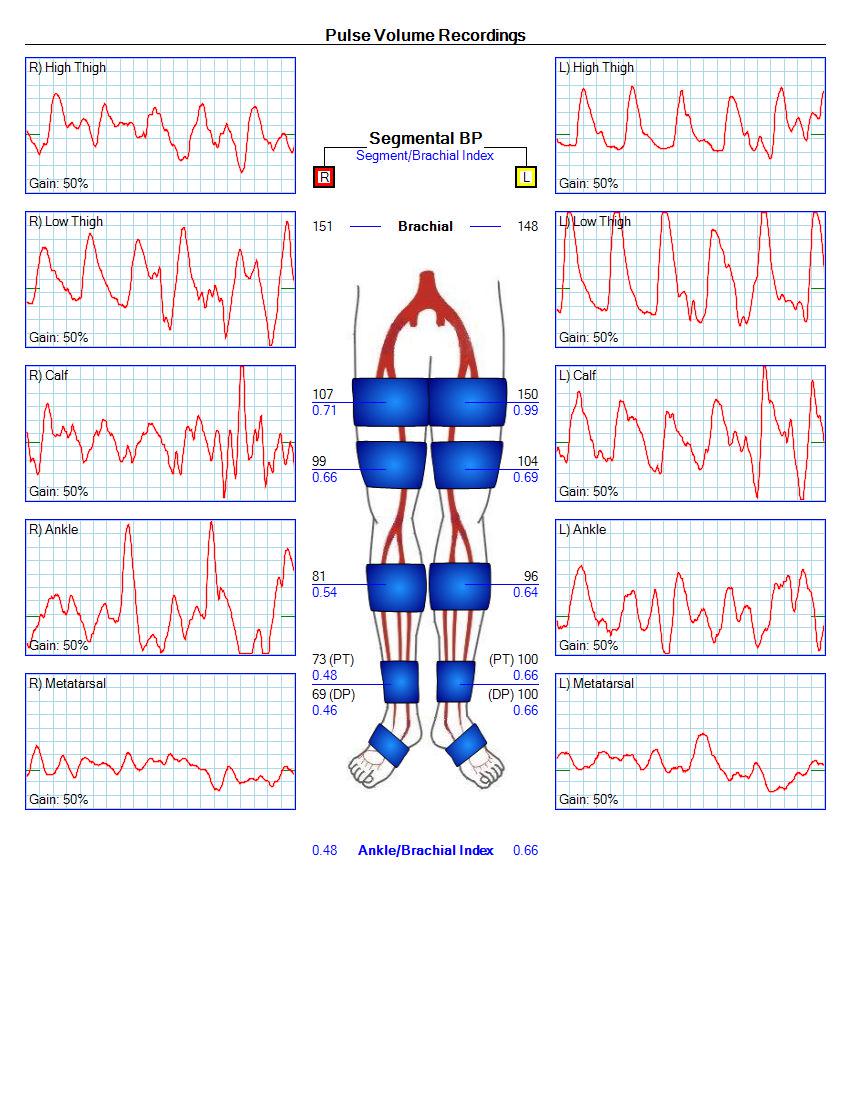 Pulse Volume Recordings
R) High Thigh
Gain: 50%
R) Low Thigh
Gain: 50%
R) Calf
Gain: 50%
R) Ankle
Gain: 50%
R) Metatarsal
Gain: 50%
Segmental BP
Segment/Brachial Index
R
L
151 Brachial 148
107 150
0.71 0.99
99 104
0.66 0.69
81 96
0.54 0.64
73 (PT) (PT) 100
0.48 0.66
69 (DP) (DP) 100
0.46 0.66
0.48 Ankle/Brachial Index 0.66
L) High Thigh
Gain: 50%
L) Low Thigh
Gain: 50%
L) Calf
Gain: 50%
L) Ankle
Gain: 50%
L) Metatarsal
Gain: 50%